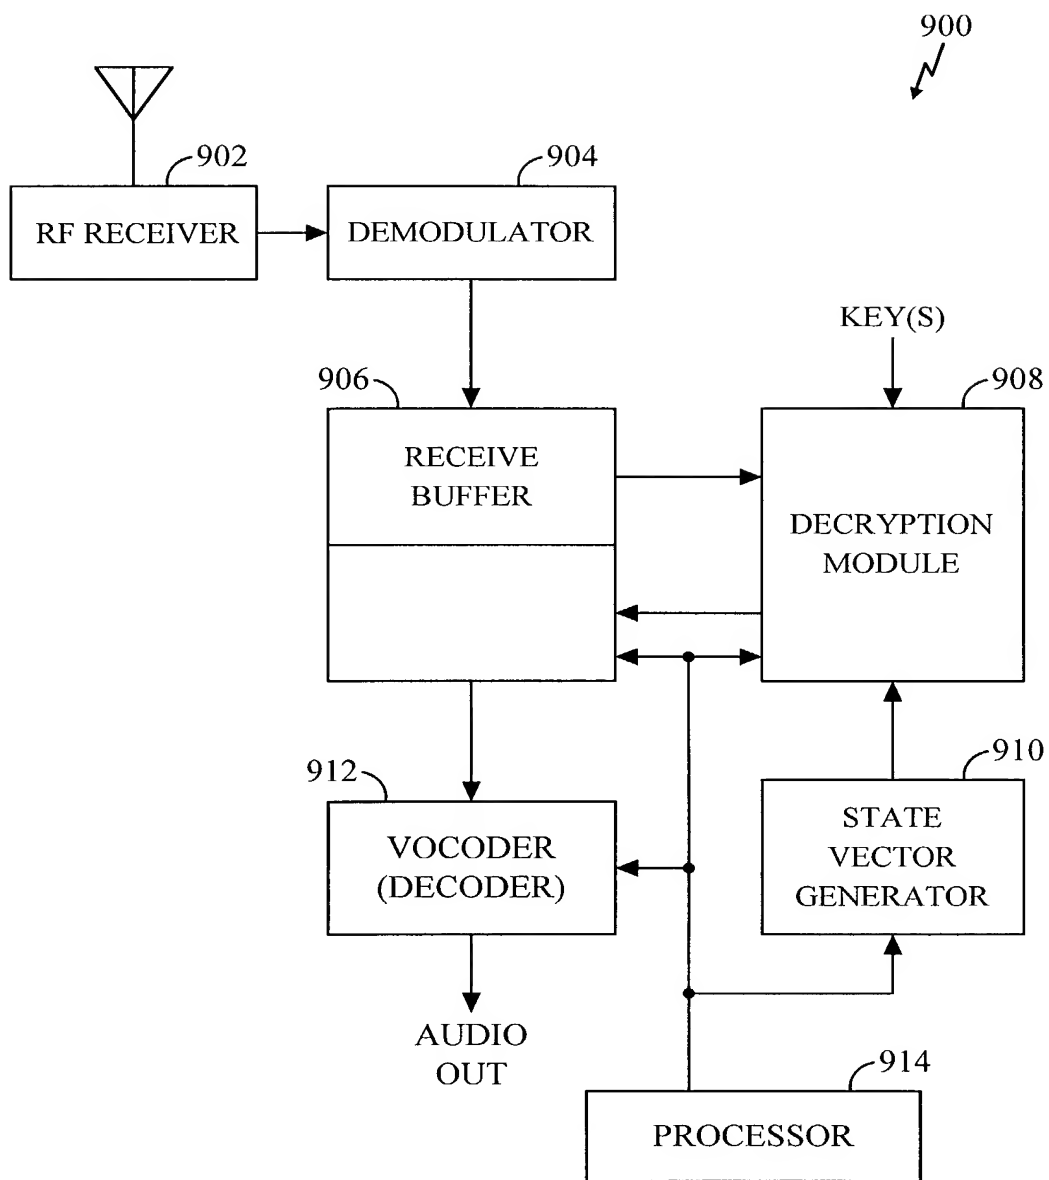 900
902
904
RF RECEIVER
DEMODULATOR
KEY(S)
906
908
RECEIVE
BUFFER
DECRYPTION
MODULE
910
912
STATE
VECTOR
GENERATOR
VOCODER
(DECODER)
AUDIO
OUT
914
PROCESSOR